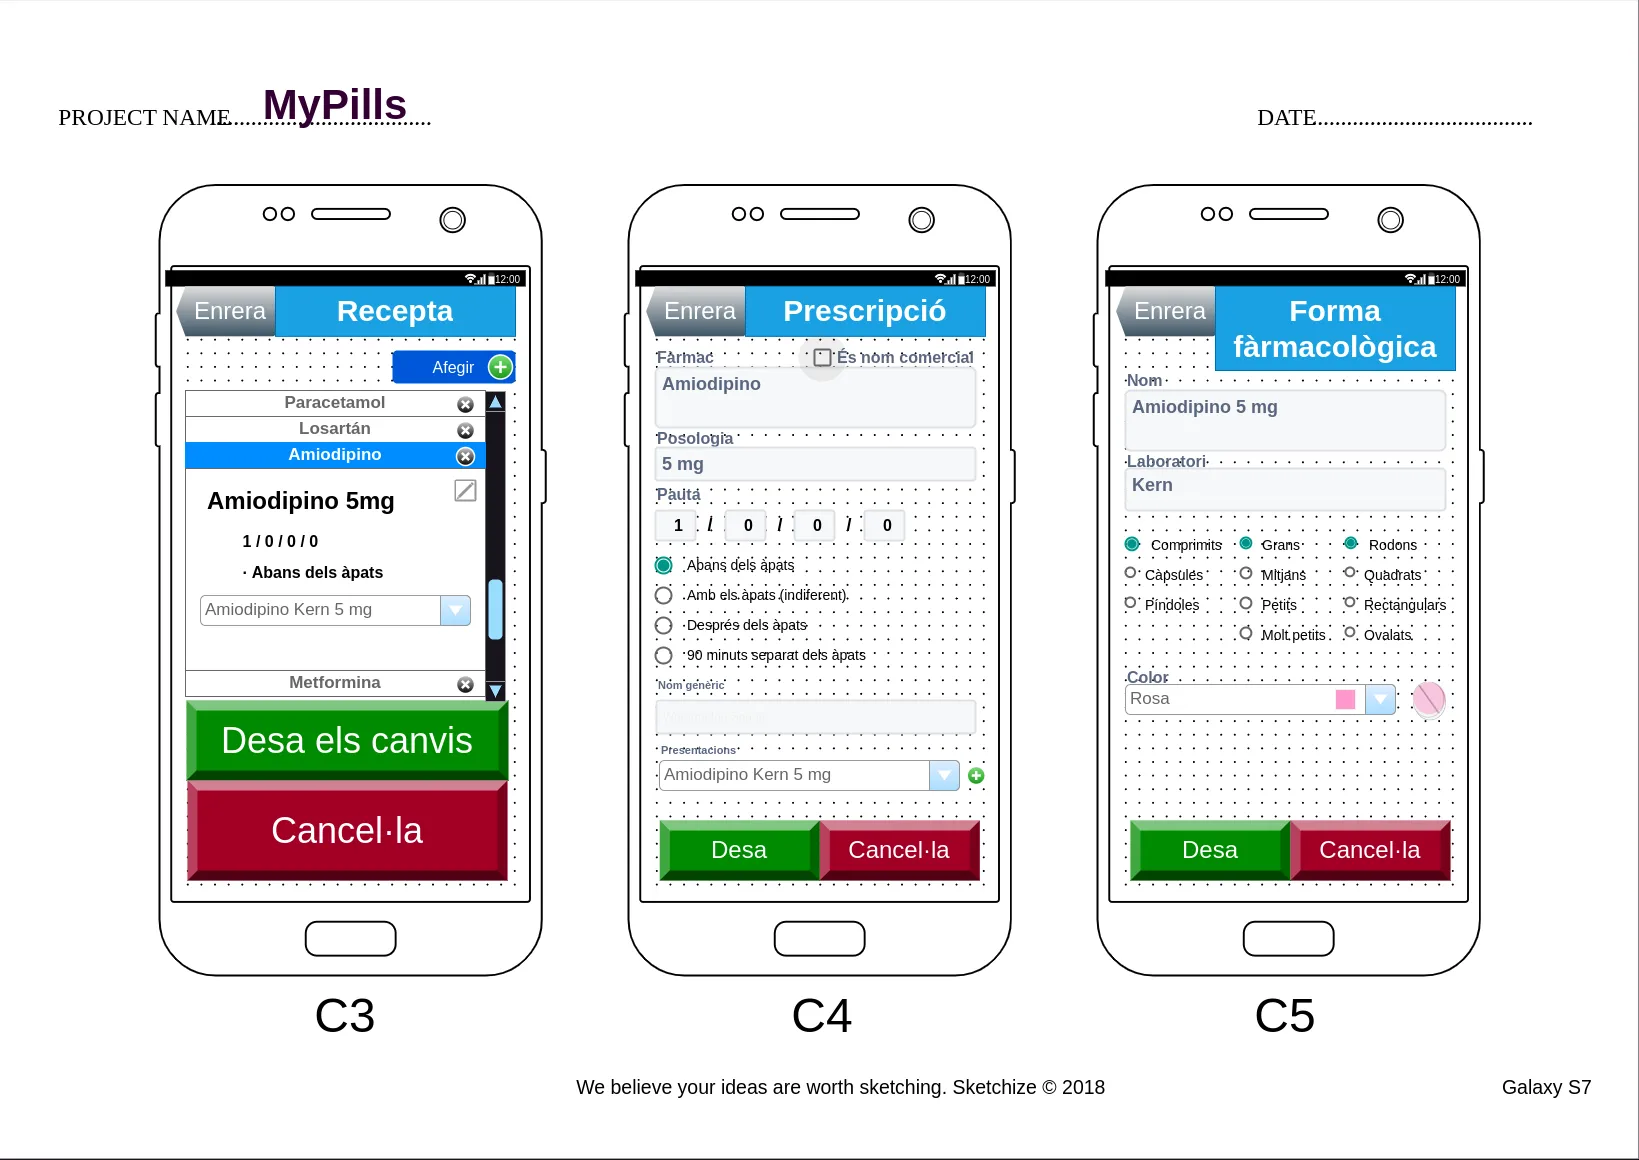 PROJECT NAME.................................... MyPills
DATE.....................................
12:00
Enrera
Recepta
Afegir
Paracetamol
Losartán
Amiodipino
Amiodipino 5mg
1 / 0 / 0 / 0
· Abans dels àpats
Amiodipino Kern 5 mg
Metformina
Desa els canvis
Cancel·la
C3
12:00
Enrera
Prescripció
Fàrmac
És nom comercial
Amiodipino
Posologia
5 mg
Pauta
1 / 0 / 0 / 0
Abans dels àpats
Amb els àpats (indiferent)
Després dels àpats
90 minuts separat dels àpats
Nom genèric
Presentacions
Amiodipino Kern 5 mg
Desa
Cancel·la
C4
12:00
Enrera
Forma
fàrmacològica
Nom
Amiodipino 5 mg
Laboratori
Kern
Comprimits Grans Rodons
Càpsules Mitjans Quadrats
Píndoles Petits Rectangulars
Molt petits Ovalats
Color
Rosa
Desa
Cancel·la
C5
We believe your ideas are worth sketching. Sketchize © 2018
Galaxy S7